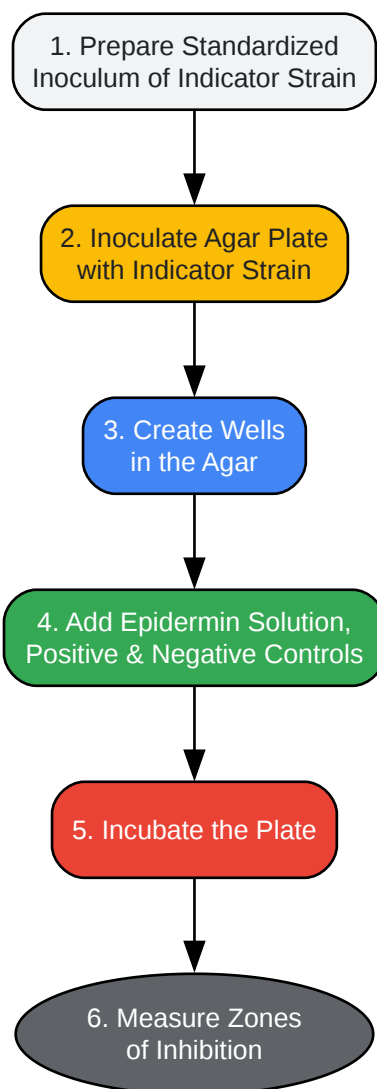 1. Prepare Standardized
Inoculum of Indicator Strain
2. Inoculate Agar Plate
with Indicator Strain
3. Create Wells
in the Agar
4. Add Epidermin Solution,
Positive & Negative Controls
5. Incubate the Plate
6. Measure Zones
of Inhibition